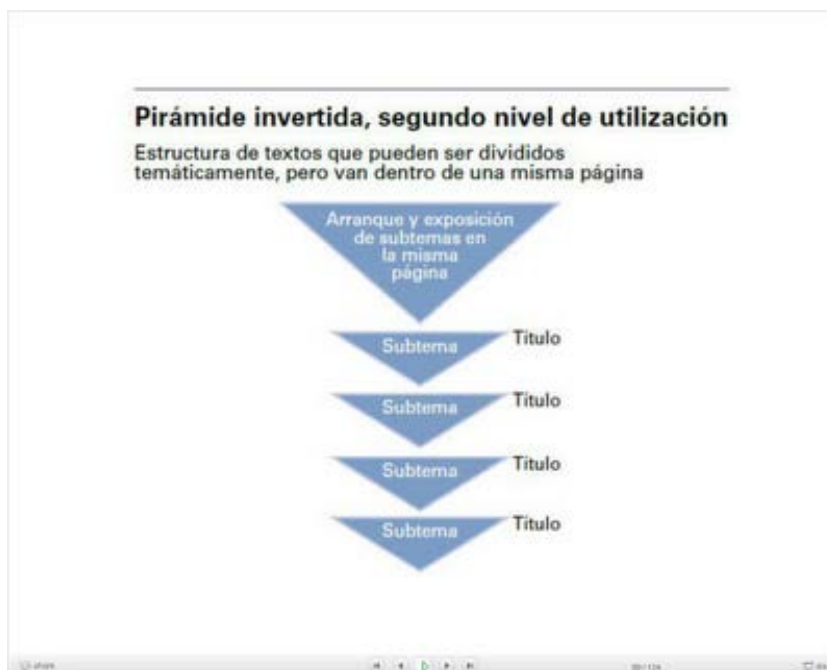 Pirámide invertida, segundo nivel de utilización
Estructura de textos que pueden ser divididos
temáticamente, pero van dentro de una misma página
Arranque y exposición
de subtemas en
la misma
página
Subtema
Título
Subtema
Título
Subtema
Título
Subtema
Título
share